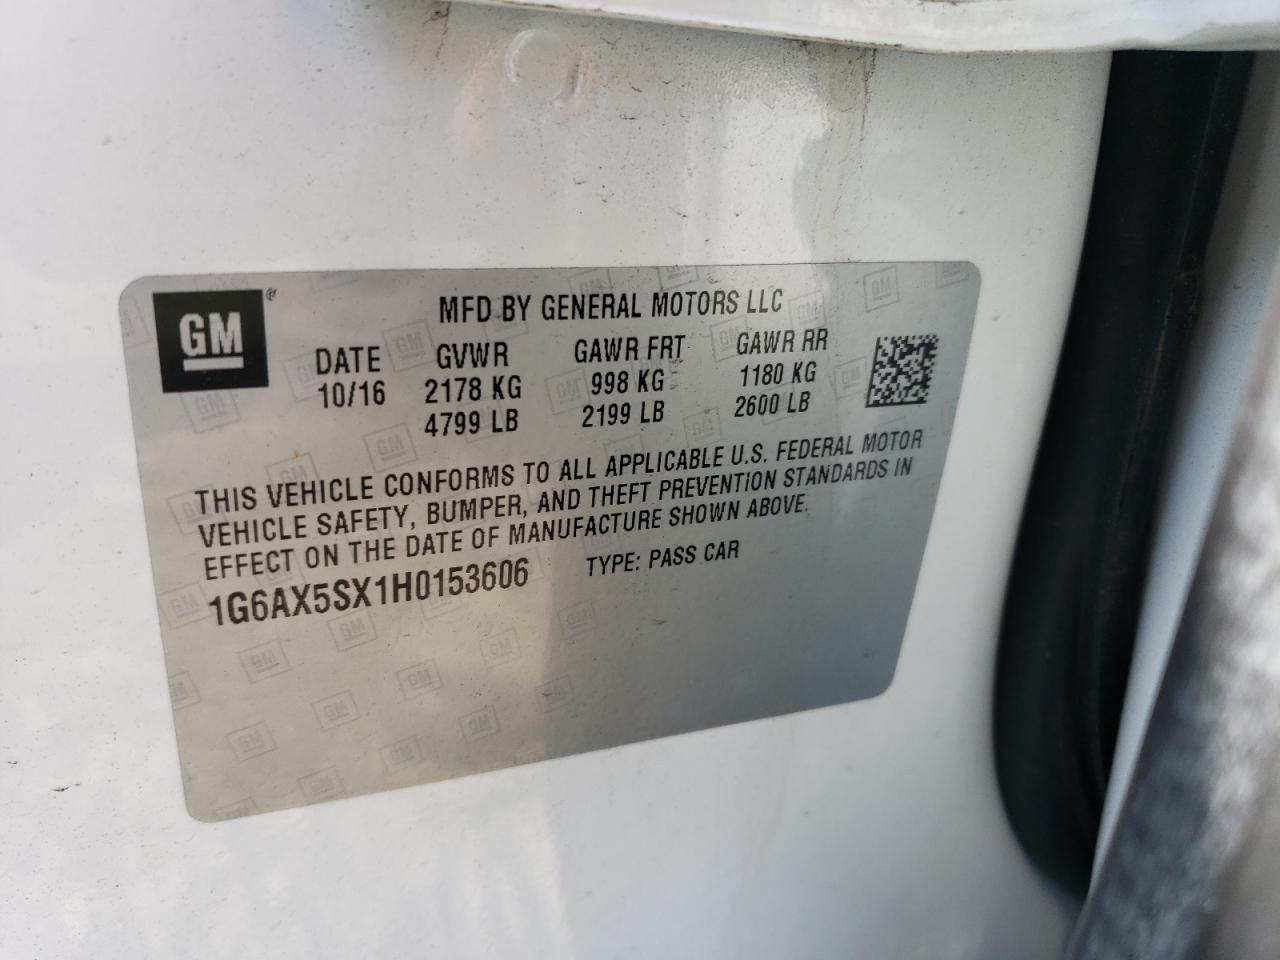 GM®
MFD BY GENERAL MOTORS LLC
DATE GVWR GAWR FRT GAWR RR
10/16 2178 KG 998 KG 1180 KG
4799 LB 2199 LB 2600 LB
THIS VEHICLE CONFORMS TO ALL APPLICABLE U.S. FEDERAL MOTOR
VEHICLE SAFETY, BUMPER, AND THEFT PREVENTION STANDARDS IN
EFFECT ON THE DATE OF MANUFACTURE SHOWN ABOVE.
1G6AX5SX1H0153606 TYPE: PASS CAR